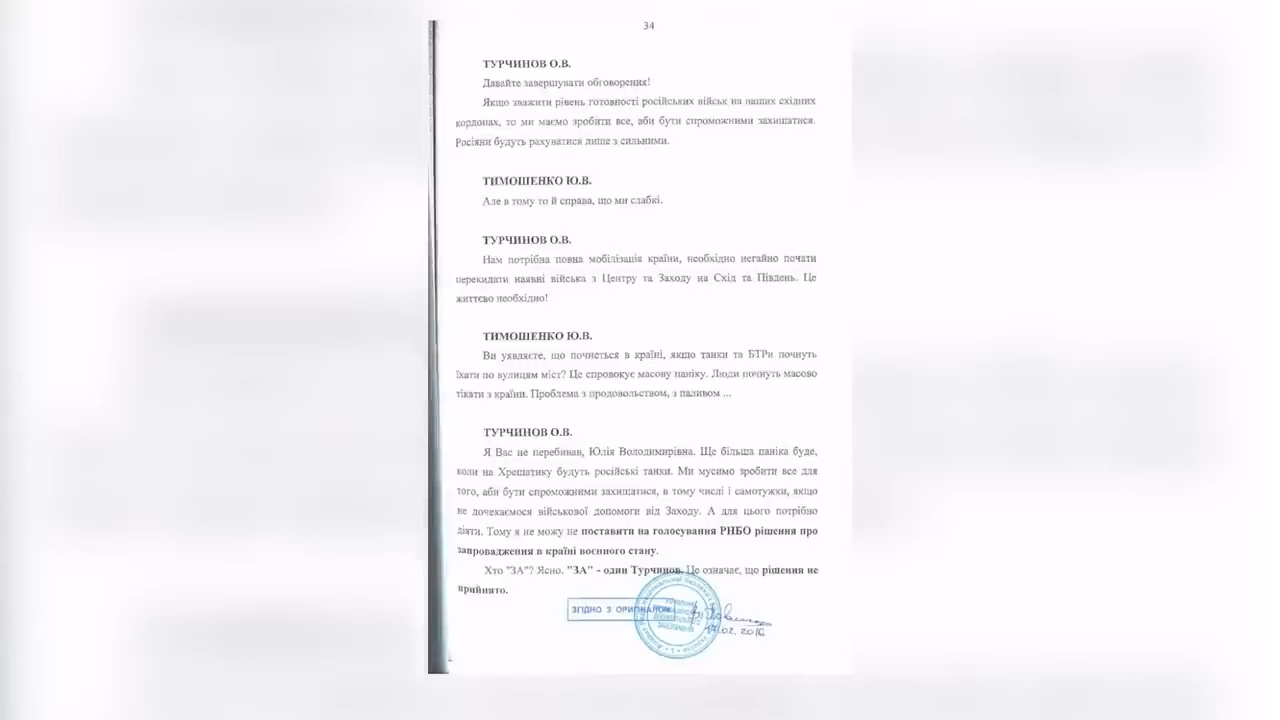 34
ТУРЧИНОВ О.В.
Давайте завершувати обговорення!
Якщо зважити рівень готовності російських військ на наших східних
кордонах, то ми маємо зробити все, аби бути спроможними захищатися.
Росіяни будуть рахуватися лише з сильними.
ТИМОШЕНКО Ю.В.
Але в тому то й справа, що ми слабкі.
ТУРЧИНОВ О.В.
Нам потрібна повна мобілізація країни, необхідно негайно почати
перекидати наявні війська з Центру та Заходу на Схід та Південь. Це
життєво необхідно!
ТИМОШЕНКО Ю.В.
Ви уявляєте, що почнеться в країні, якщо танки та БТРи почнуть
їхати по вулицям міст? Це спровокує масову паніку. Люди почнуть масово
тікати з країни. Проблема з продовольством, з паливом ...
ТУРЧИНОВ О.В.
Я Вас не перебивав, Юлія Володимирівна. Ще більша паніка буде,
коли на Хрещатику будуть російські танки. Ми мусимо зробити все для
того, аби бути спроможними захищатися, в тому числі і самотужки, якщо
не дочекаємося військової допомоги від Заходу. А для цього потрібно
діяти. Тому я не можу не поставити на голосування РНБО рішення про
запровадження в країні воєнного стану.
Хто "ЗА"? Ясно. "ЗА" - один Турчинов. Це означає, що рішення не
прийнято.
ЗГІДНО З ОРИГІНАЛОМ
17.02.2016